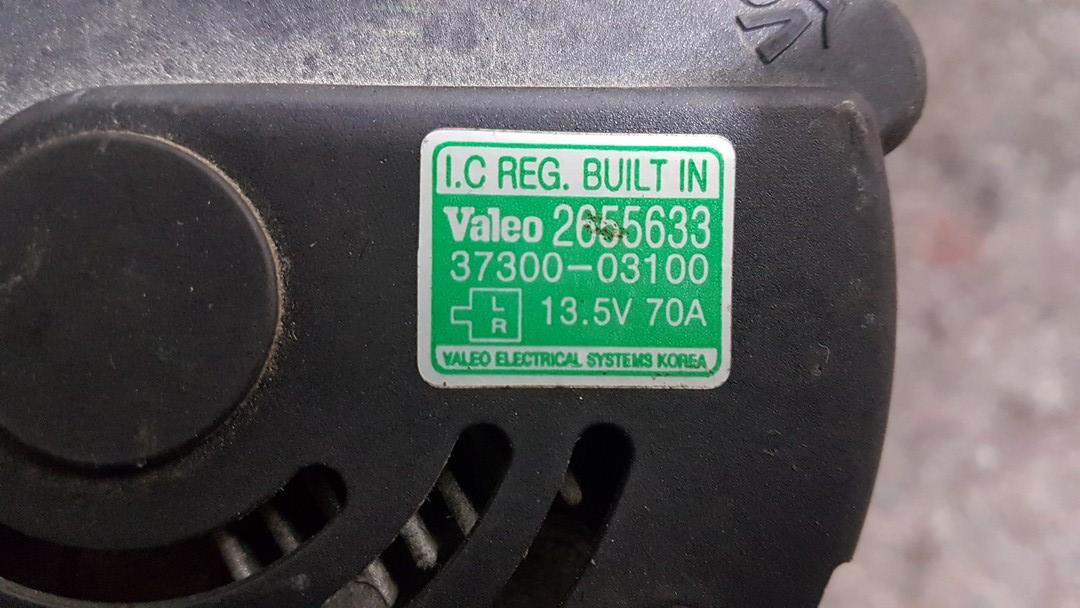 I.C REG. BUILT IN
Valeo 2655633
37300-03100
L
R
13.5V 70A
VALEO ELECTRICAL SYSTEMS KOREA